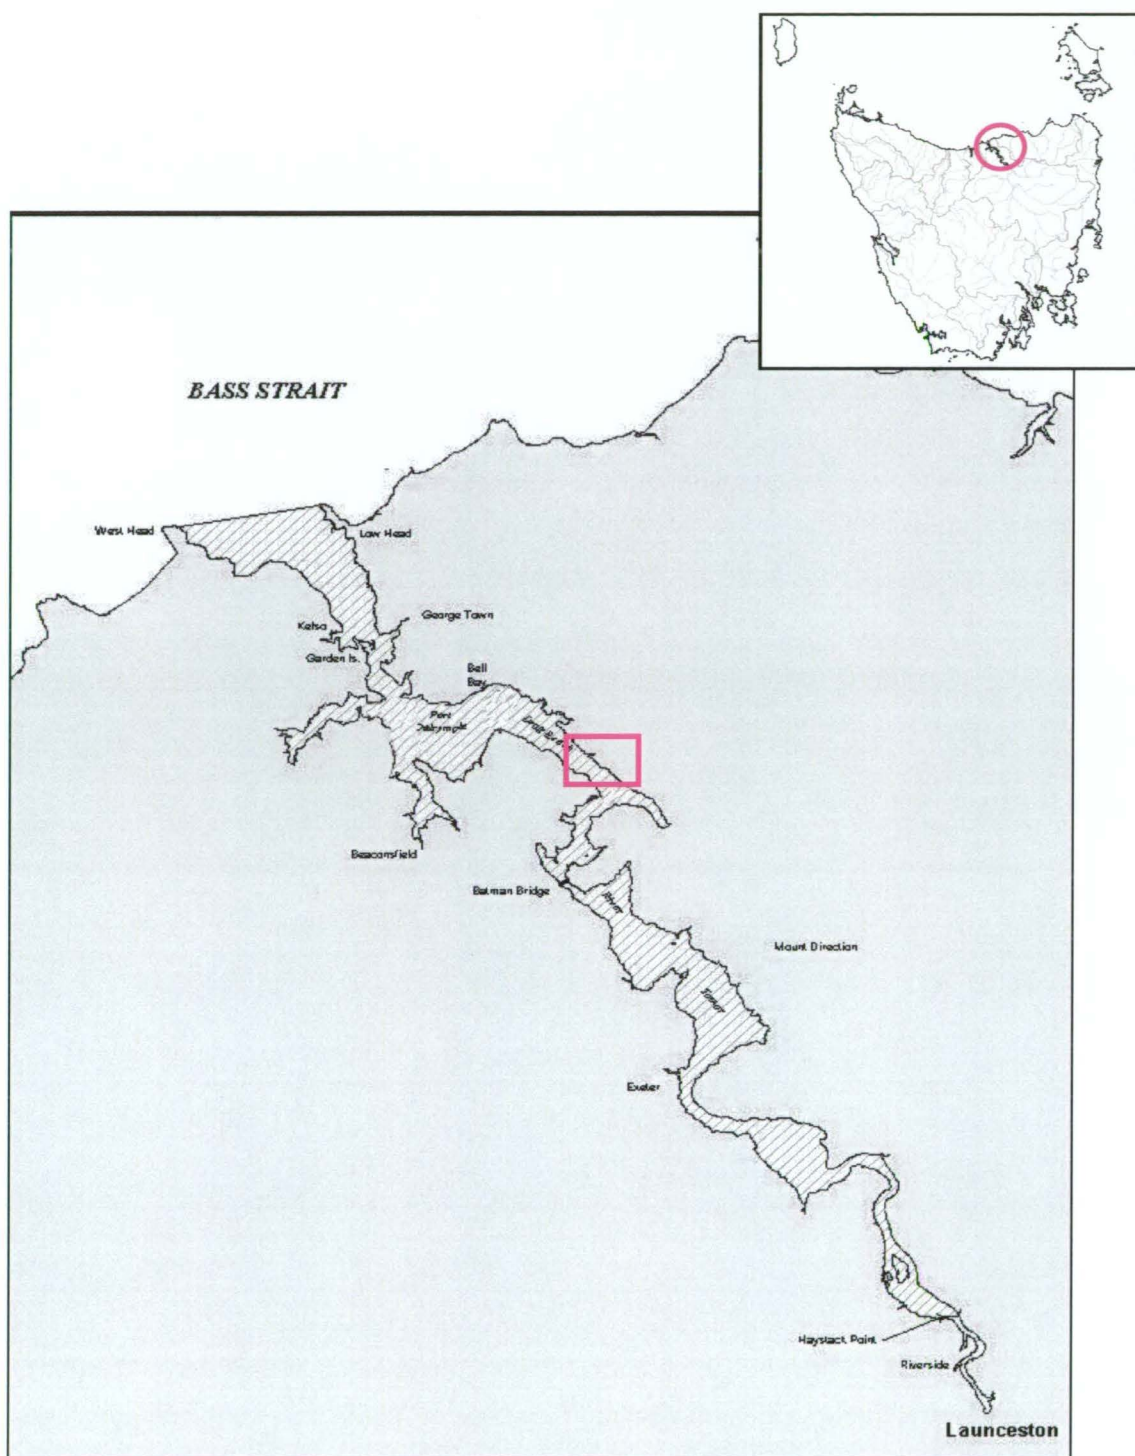 BASS STRAIT
West Head
Low Head
George Town
Kelso
Garden Is.
Bell
Bay
Port
Dalrymple
Beaconsfield
Batman Bridge
River
Mount Direction
Tamar
Exeter
Haystack Point
Riverside
Launceston